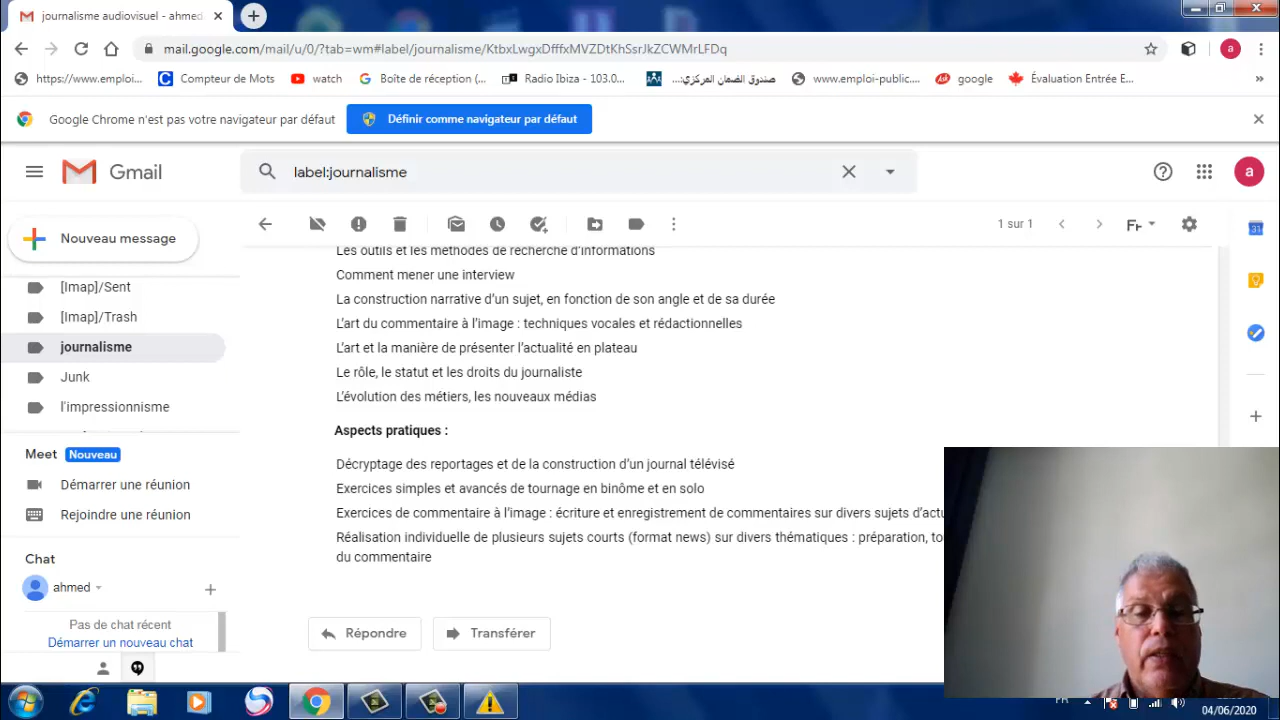 journalisme audiovisuel - ahmed
mail.google.com/mail/u/0/?tab=wm#label/journalisme/KtbxLwgxDfffxMVZDtKhSsrJkZCWMrLFDq
a
https://www.emploi...
Compteur de Mots
watch
Boîte de réception (...
Radio Ibiza - 103.0...
صندوق الضمان المركزي:...
www.emploi-public....
google
Évaluation Entrée E...
»
Google Chrome n'est pas votre navigateur par défaut
Définir comme navigateur par défaut
Gmail
label:journalisme
a
Nouveau message
1 sur 1
[Imap]/Sent
[Imap]/Trash
journalisme
Junk
l'impressionnisme
Meet Nouveau
Démarrer une réunion
Rejoindre une réunion
Chat
ahmed
Pas de chat récent
Démarrer un nouveau chat
Les outils et les méthodes de recherche d'informations
Comment mener une interview
La construction narrative d'un sujet, en fonction de son angle et de sa durée
L'art du commentaire à l'image : techniques vocales et rédactionnelles
L'art et la manière de présenter l'actualité en plateau
Le rôle, le statut et les droits du journaliste
L'évolution des métiers, les nouveaux médias
Aspects pratiques :
Décryptage des reportages et de la construction d'un journal télévisé
Exercices simples et avancés de tournage en binôme et en solo
Exercices de commentaire à l'image : écriture et enregistrement de commentaires sur divers sujets d'actu
Réalisation individuelle de plusieurs sujets courts (format news) sur divers thématiques : préparation, to
du commentaire
Répondre
Transférer
31
04/06/2020